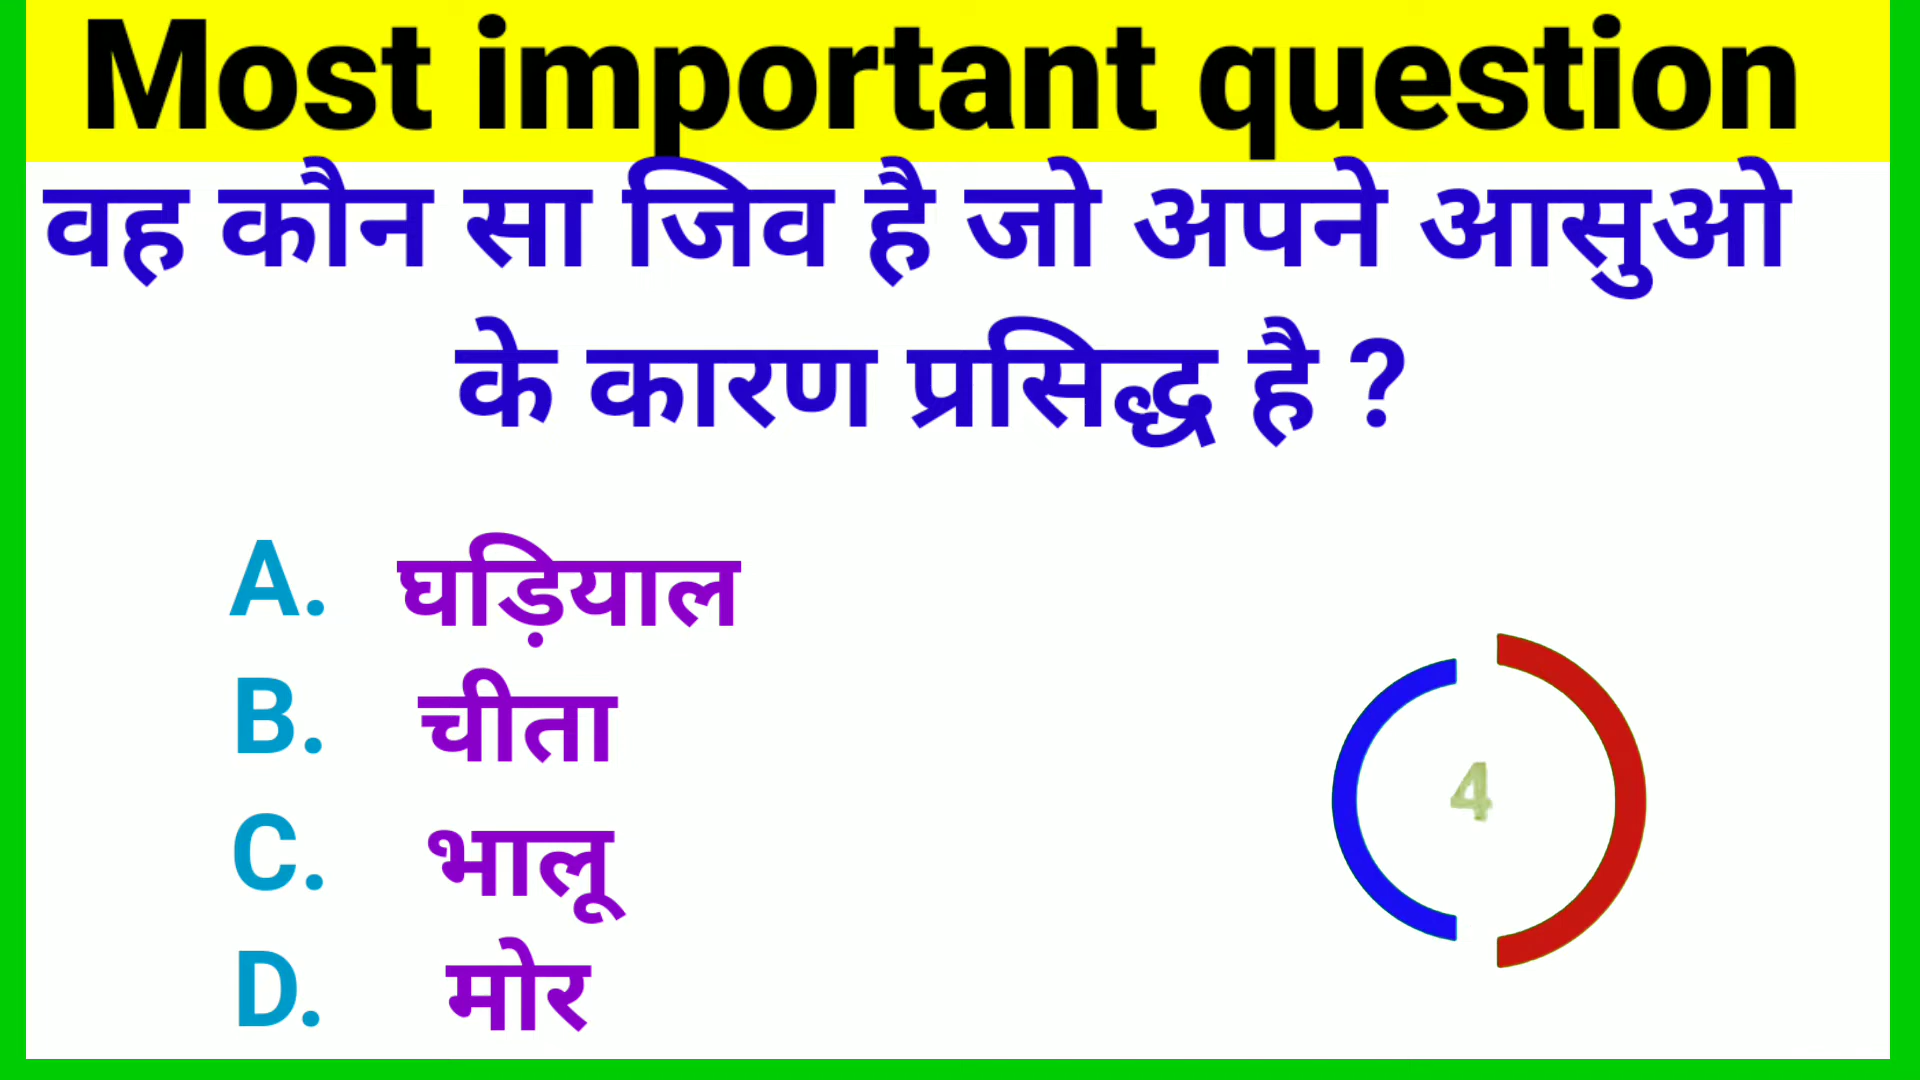 Most important question
वह कौन सा जिव है जो अपने आसुओ
के कारण प्रसिद्ध है ?
A. घड़ियाल
B. चीता
C. भालू
D. मोर
4